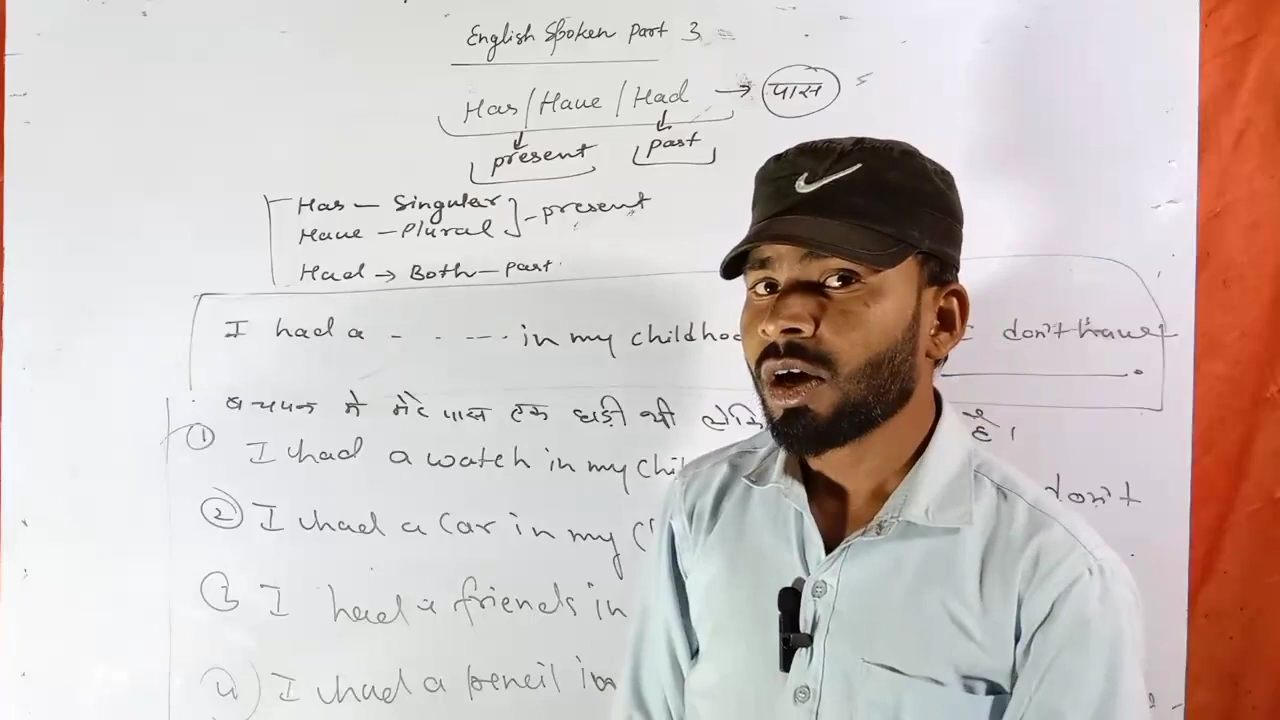 English Spoken Part 3
Has/Have/Had → पास
present past
Has – Singular
Have – Plural
present
Had → Both – Past
I had a - - --- in my childhoo don't have
बचपन में मेरे पास एक घड़ी थी है।
① I had a watch in my chil
② I had a car in my C don't
3 I had a friends in
4) I had a pencil in